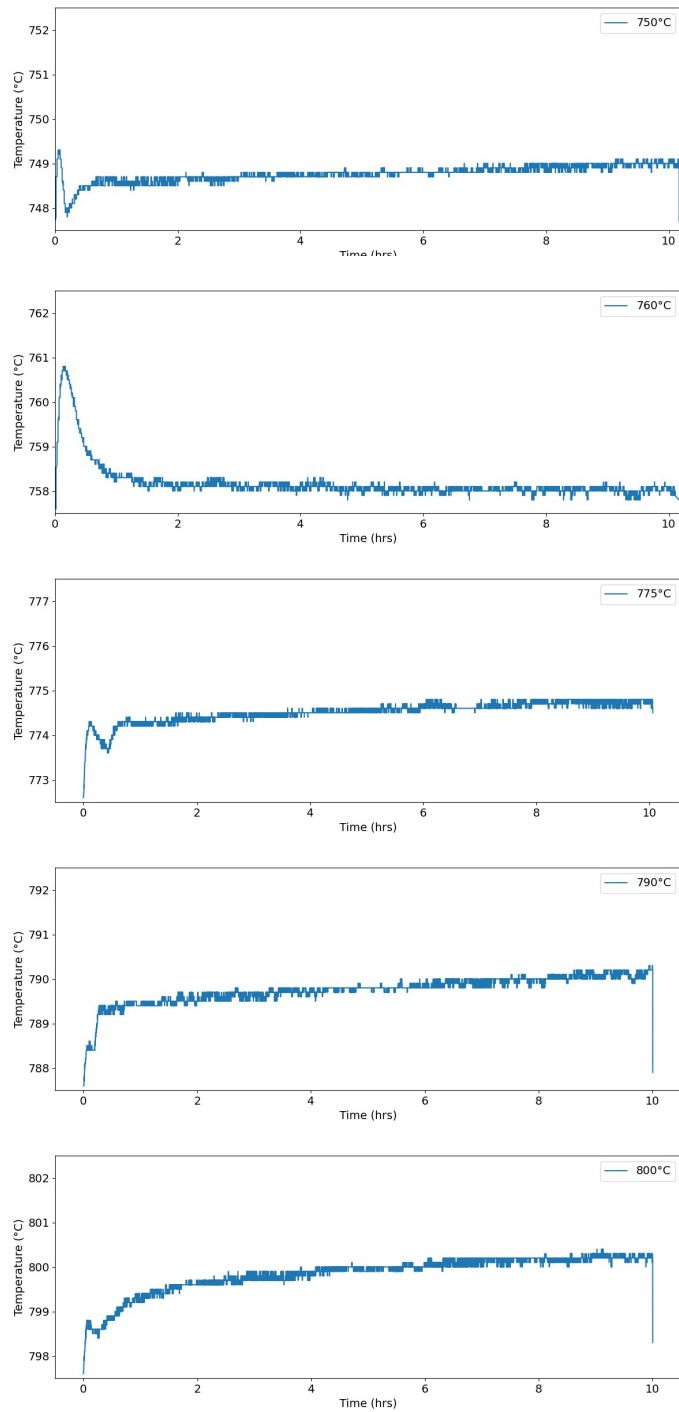 752
751
750
749
748
Temperature (°C)
750°C
0 2 4 6 8 10
Time (hrs)
762
761
760
759
758
Temperature (°C)
760°C
0 2 4 6 8 10
Time (hrs)
777
776
775
774
773
Temperature (°C)
775°C
0 2 4 6 8 10
Time (hrs)
792
791
790
789
788
Temperature (°C)
790°C
0 2 4 6 8 10
Time (hrs)
802
801
800
799
798
Temperature (°C)
800°C
0 2 4 6 8 10
Time (hrs)